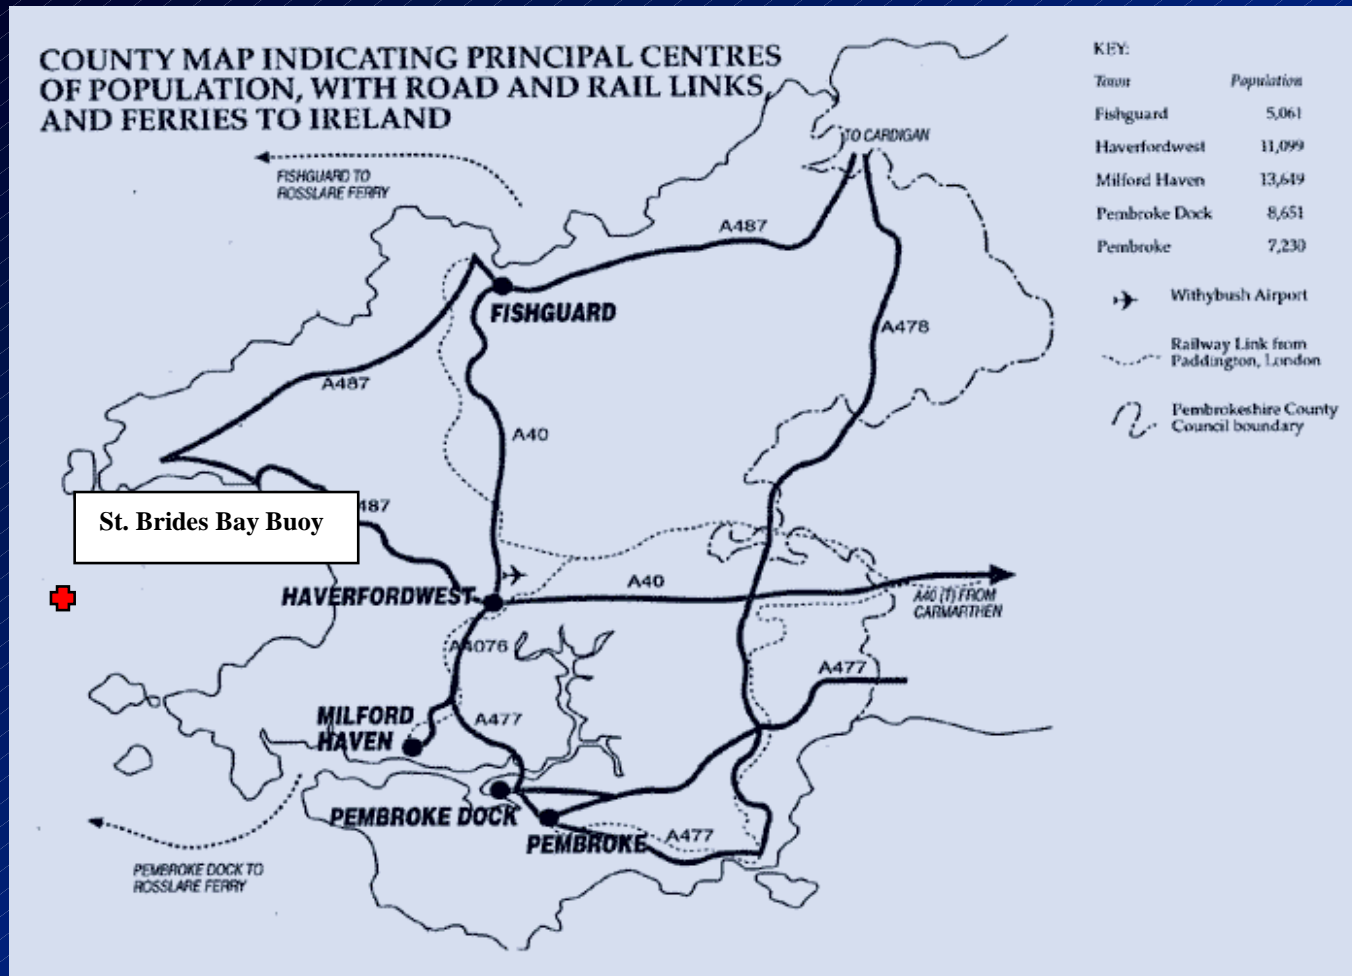 COUNTY MAP INDICATING PRINCIPAL CENTRES
OF POPULATION, WITH ROAD AND RAIL LINKS
AND FERRIES TO IRELAND
KEY:
Town Population
Fishguard 5,061
Haverfordwest 11,099
Milford Haven 13,649
Pembroke Dock 8,651
Pembroke 7,230
Withybush Airport
Railway Link from
Paddington, London
Pembrokeshire County
Council boundary
TO CARDIGAN
FISHGUARD TO
ROSSLARE FERRY
A487
FISHGUARD
A478
A487
A40
487
St. Brides Bay Buoy
HAVERFORDWEST
A40
A40 (T) FROM
CARMARTHEN
A4076
A477
MILFORD
HAVEN
A477
PEMBROKE DOCK
PEMBROKE
A477
PEMBROKE DOCK TO
ROSSLARE FERRY